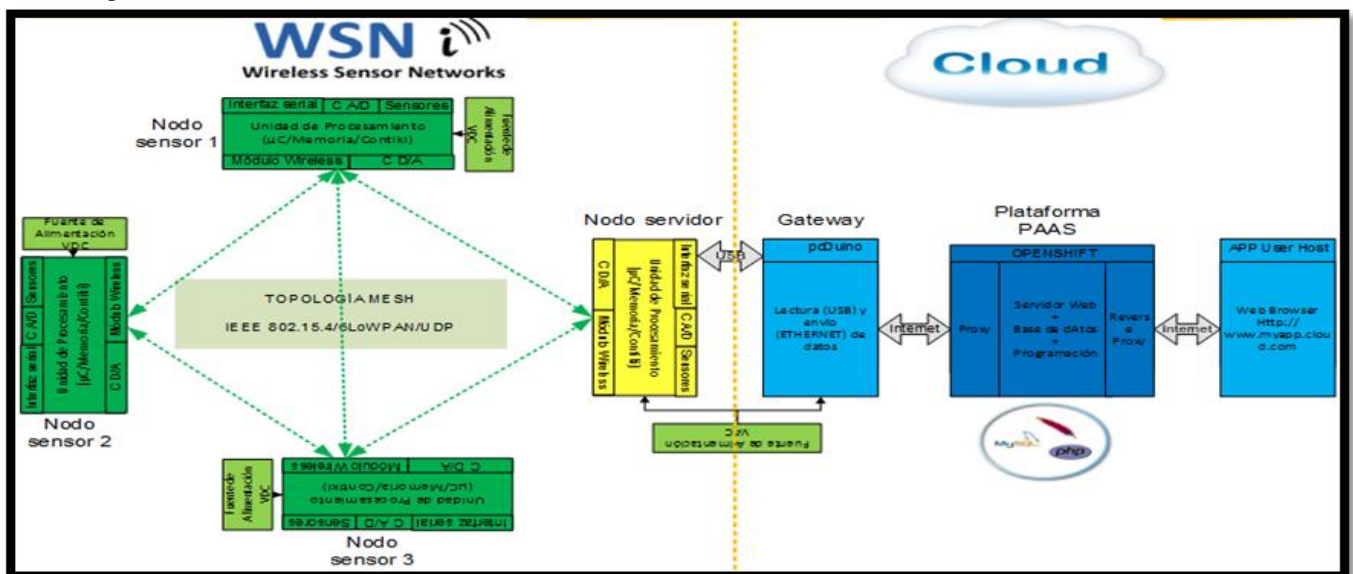 WSN i
Wireless Sensor Networks
Cloud
Nodo
sensor 1
Interfaz serial C A/D Sensores
Unidad de Procesamiento
(µC/Memoria/Contiki)
Módulo Wireless C D/A
Fuente de
Alimentación
VDC
Fuente de
Alimentación
VDC
Interfaz serial C A/D Sensores
Unidad de Procesamiento
(µC/Memoria/Contiki)
C D/A Módulo Wireless
Nodo
sensor 2
TOPOLOGÍA MESH
IEEE 802.15.4/6LoWPAN/UDP
Fuente de
Alimentación
VDC
C D/A Módulo Wireless
Unidad de Procesamiento
(µC/Memoria/Contiki)
Interfaz serial C A/D Sensores
Nodo
sensor 3
Nodo servidor
Interfaz serial C A/D Sensores
Unidad de Procesamiento
(µC/Memoria/Contiki)
C D/A Módulo Wireless
USB
Fuente de Alimentación
VAC
Gateway
pcDuino
Lectura (USB) y
envío
(ETHERNET) de
datos
Internet
Plataforma
PAAS
OPENSHIFT
Proxy
Servidor Web
+
Base de dAtos
+
Programación
Revers
e
Proxy
MySQL
php
Internet
APP User Host
Web Browser
Http://
www.myapp.clou
d.com